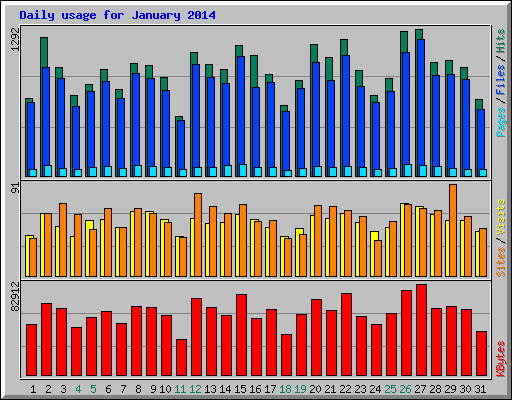 Daily usage for January 2014
1292
Pages / Files / Hits
91
Sites / Visits
82912
KBytes
1 2 3 4 5 6 7 8 9 10 11 12 13 14 15 16 17 18 19 20 21 22 23 24 25 26 27 28 29 30 31